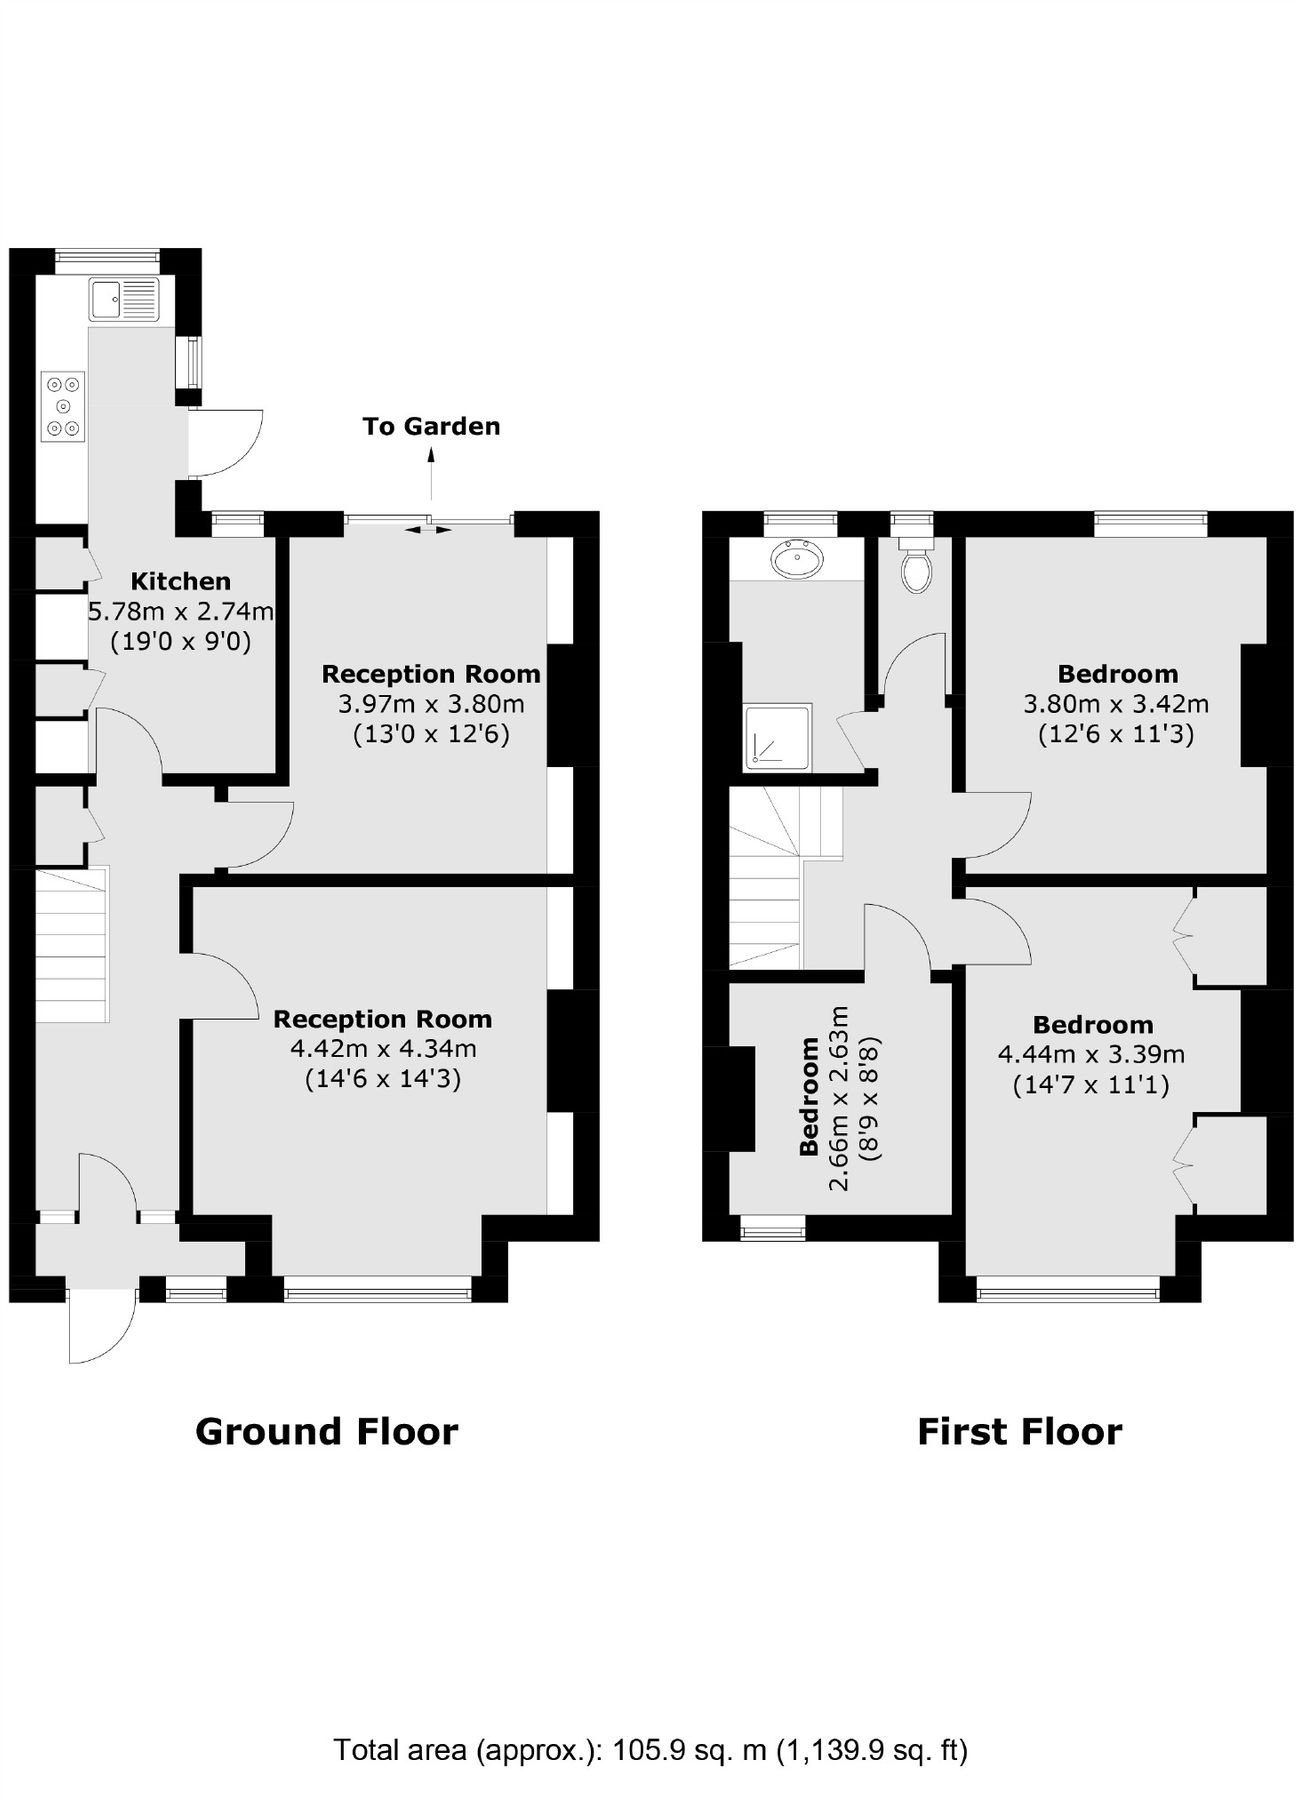 To Garden
Kitchen
5.78m x 2.74m
(19'0 x 9'0)
Reception Room
3.97m x 3.80m
(13'0 x 12'6)
Reception Room
4.42m x 4.34m
(14'6 x 14'3)
Bedroom
3.80m x 3.42m
(12'6 x 11'3)
Bedroom
4.44m x 3.39m
(14'7 x 11'1)
Bedroom
2.66m x 2.63m
(8'9 x 8'8)
Ground Floor
First Floor
Total area (approx.): 105.9 sq. m (1,139.9 sq. ft)